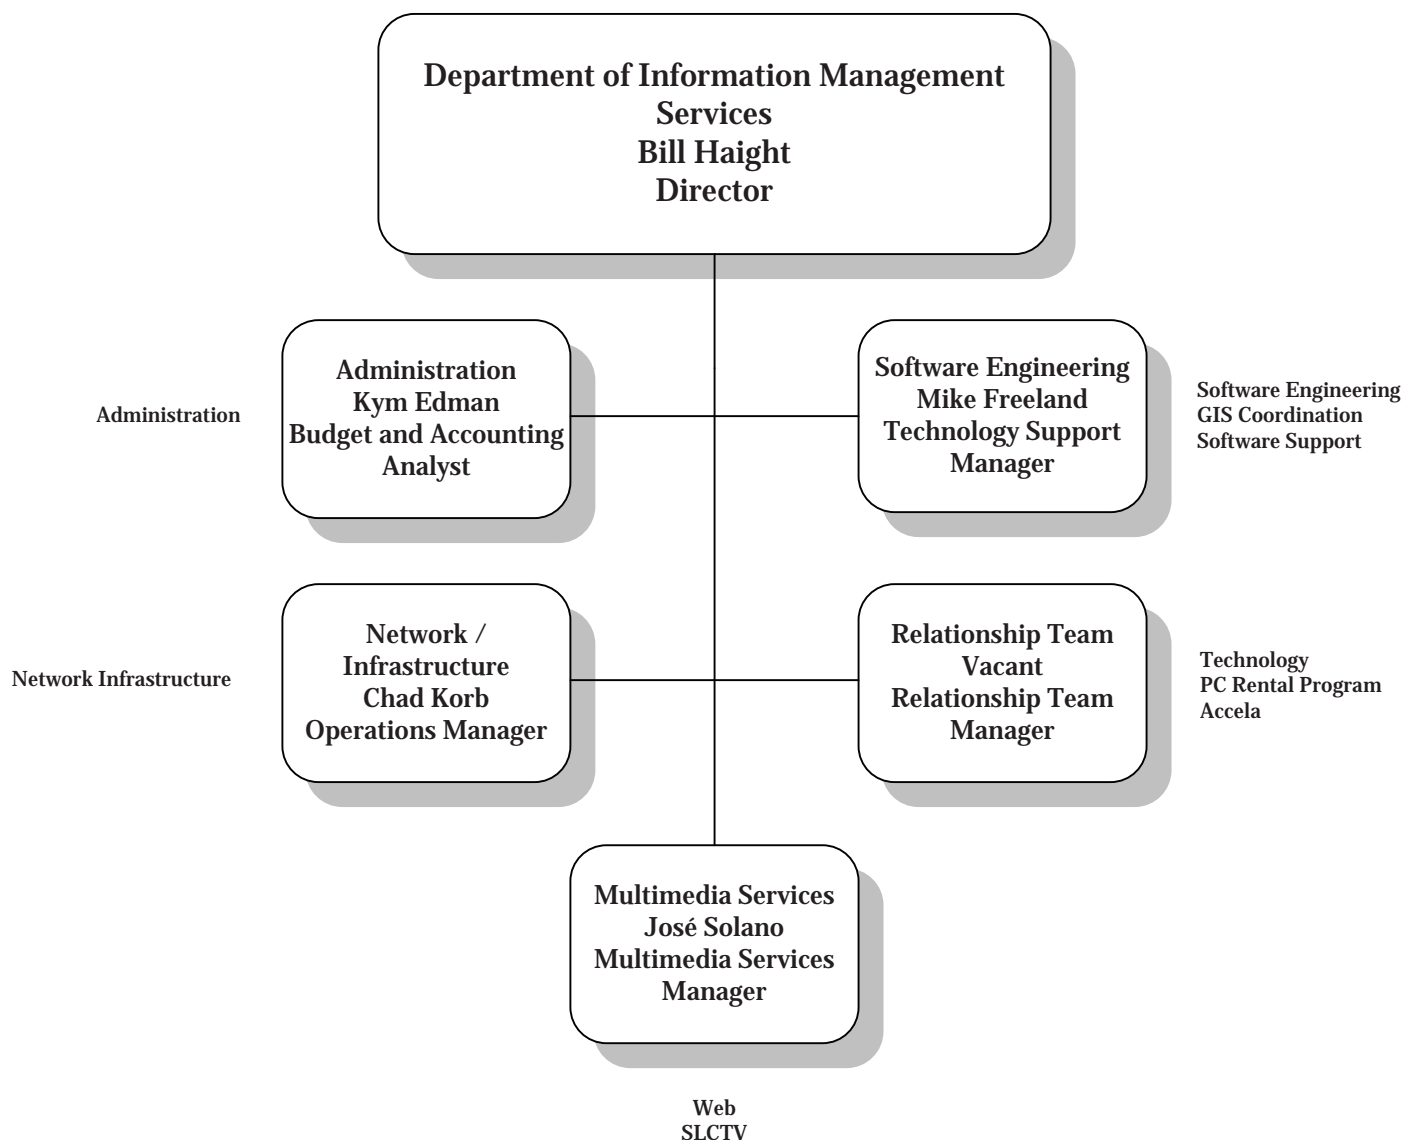 Department of Information Management
Services
Bill Haight
Director
Administration
Administration
Kym Edman
Budget and Accounting
Analyst
Software Engineering
Mike Freeland
Technology Support
Manager
Software Engineering
GIS Coordination
Software Support
Network Infrastructure
Network /
Infrastructure
Chad Korb
Operations Manager
Relationship Team
Vacant
Relationship Team
Manager
Technology
PC Rental Program
Accela
Multimedia Services
José Solano
Multimedia Services
Manager
Web
SLCTV